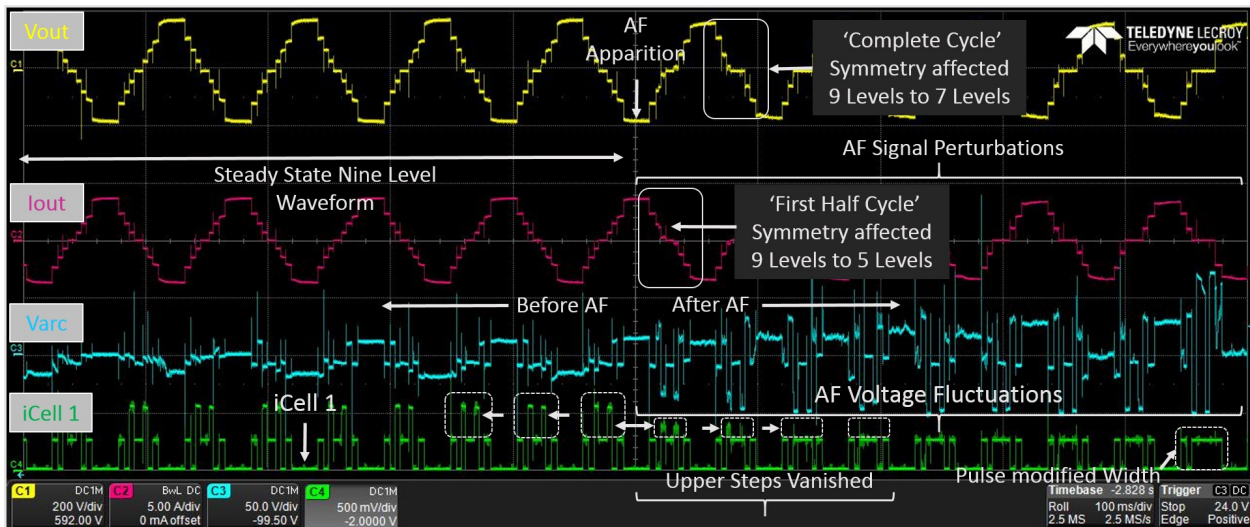 Vout
C1
AF
Apparition
'Complete Cycle'
Symmetry affected
9 Levels to 7 Levels
TELEDYNE LECROY
Everywhereyoulook™
Steady State Nine Level
Waveform
AF Signal Perturbations
Iout
C2
'First Half Cycle'
Symmetry affected
9 Levels to 5 Levels
Before AF
After AF
Varc
C3
iCell 1
AF Voltage Fluctuations
iCell 1
C4
Upper Steps Vanished
Pulse modified Width
C1 DC1M
200 V/div
592.00 V
C2 BwL DC
5.00 A/div
0 mA offset
C3 DC1M
50.0 V/div
-99.50 V
C4 DC1M
500 mV/div
-2.0000 V
Timebase -2.828 s
Roll 100 ms/div
2.5 MS 2.5 MS/s
Trigger C3 DC
Stop 24.0 V
Edge Positive